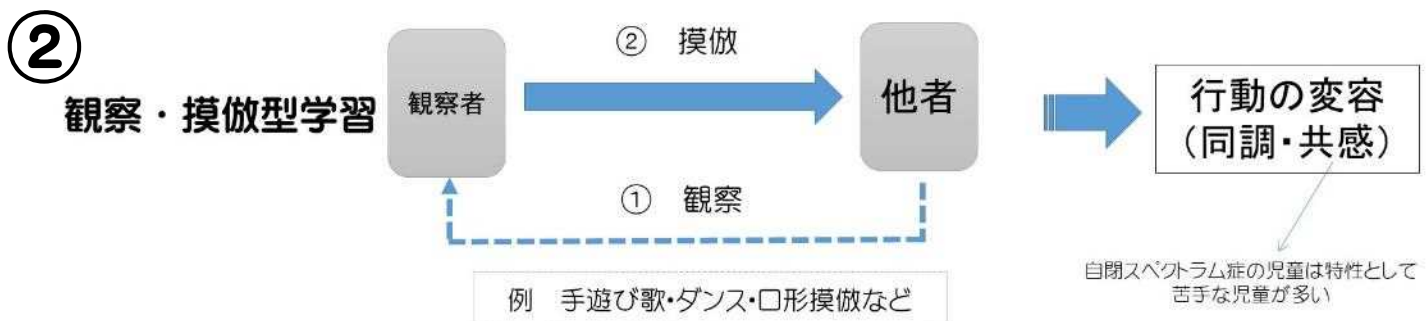 ②
観察・摸倣型学習
観察者
② 摸倣
他者
① 観察
行動の変容
(同調・共感)
自閉スペクトラム症の児童は特性として
苦手な児童が多い
例 手遊び歌・ダンス・口形摸倣など